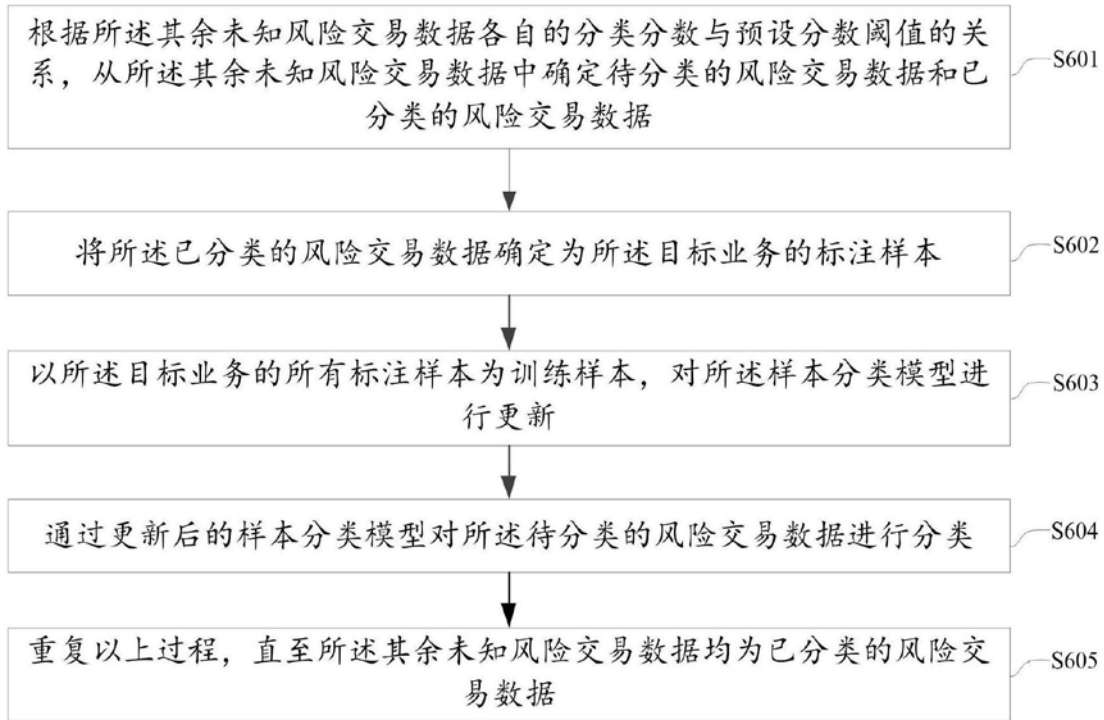 根据所述其余未知风险交易数据各自的分类分数与预设分数阈值的关
系，从所述其余未知风险交易数据中确定待分类的风险交易数据和已
分类的风险交易数据
S601
将所述已分类的风险交易数据确定为所述目标业务的标注样本
S602
以所述目标业务的所有标注样本为训练样本，对所述样本分类模型进
行更新
S603
通过更新后的样本分类模型对所述待分类的风险交易数据进行分类
S604
重复以上过程，直至所述其余未知风险交易数据均为已分类的风险交
易数据
S605